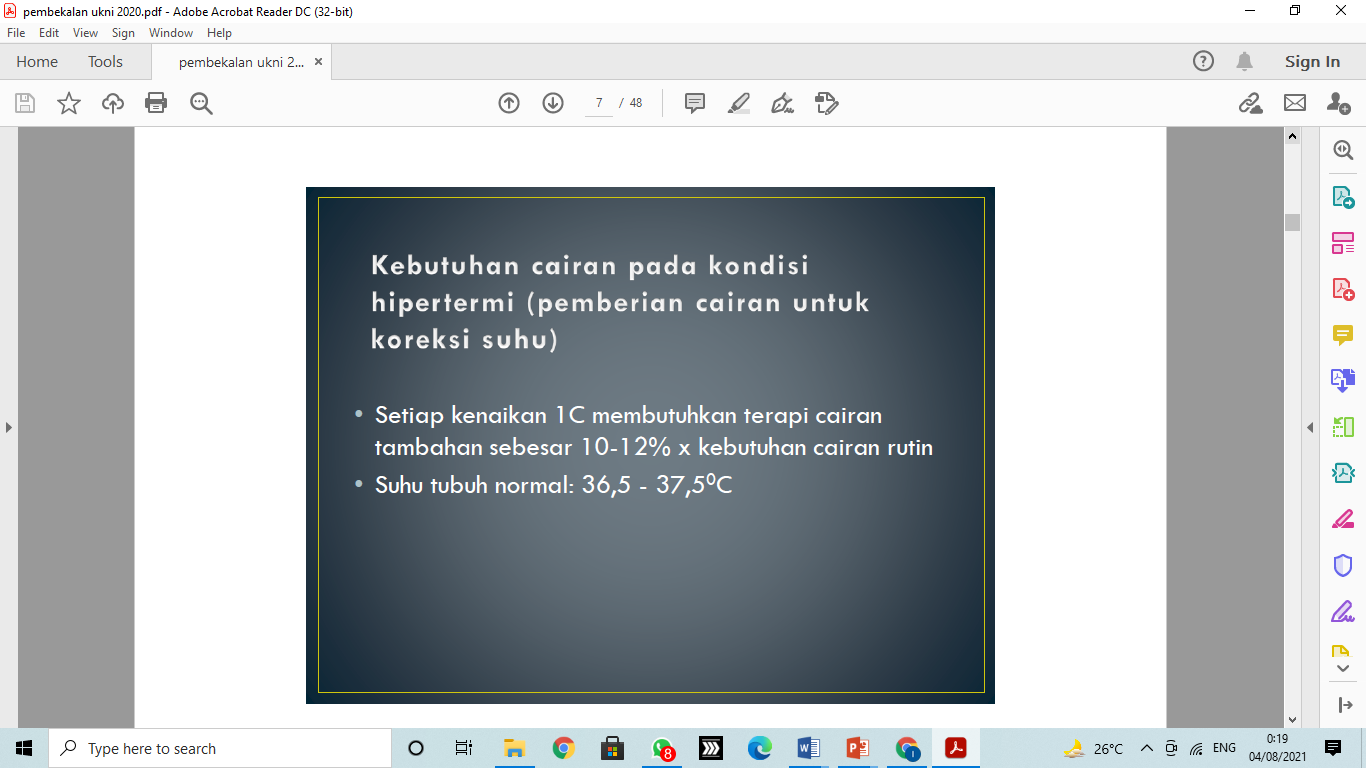 pembekalan ukni 2020.pdf - Adobe Acrobat Reader DC (32-bit)
File Edit View Sign Window Help
Home Tools pembekalan ukni 2... × Sign In
7 / 48
Kebutuhan cairan pada kondisi
hipertermi (pemberian cairan untuk
koreksi suhu)
• Setiap kenaikan 1C membutuhkan terapi cairan
tambahan sebesar 10-12% x kebutuhan cairan rutin
• Suhu tubuh normal: 36,5 - 37,5⁰C
Type here to search
8
26°C
ENG
0:19
04/08/2021